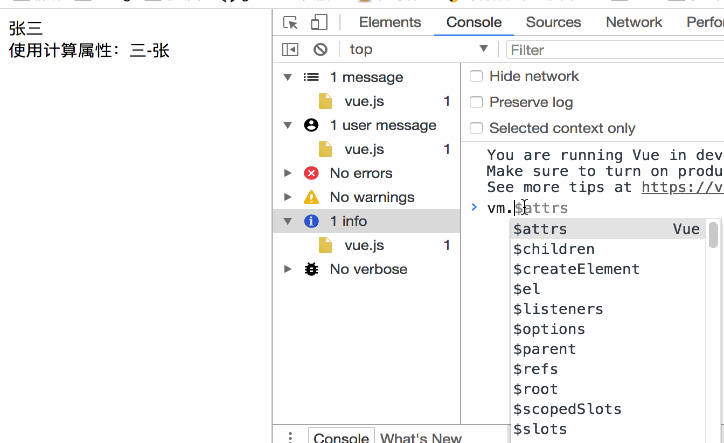 张三
使用计算属性：三-张
Elements Console Sources Network
top
Filter
1 message
vue.js 1
1 user message
vue.js 1
No errors
No warnings
1 info
vue.js 1
No verbose
Hide network
Preserve log
Selected context only
You are running Vue in dev
Make sure to turn on produ
See more tips at https://v
> vm.$attrs
$attrs Vue
$children
$createElement
$el
$listeners
$options
$parent
$refs
$root
$scopedSlots
$slots
Console What's New